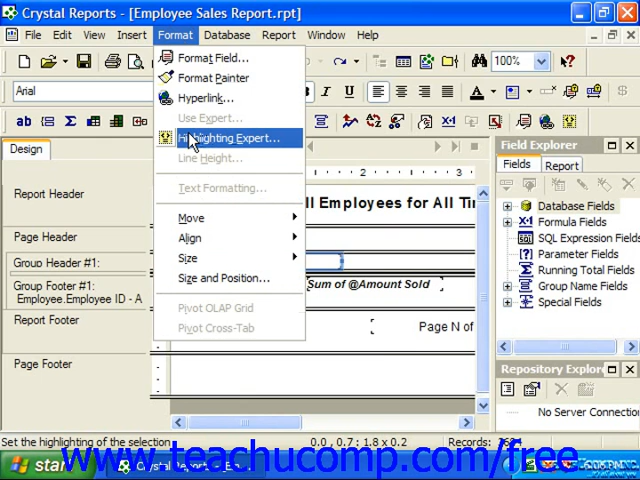 Crystal Reports - [Employee Sales Report.rpt]
File Edit View Insert Format Database Report Window Help
100%
Arial
B I U
ab
Format Field...
Format Painter
Hyperlink...
Use Expert...
Highlighting Expert...
Line Height...
Text Formatting...
Move
Align
Size
Size and Position...
Pivot OLAP Grid
Pivot Cross-Tab
Design
Report Header
Page Header
Group Header #1:
Group Footer #1:
Employee.Employee ID - A
Report Footer
Page Footer
ll Employees for All Tim
Sum of @Amount Sold
Page N of
Field Explorer
Fields Report
Database Fields
Formula Fields
SQL Expression Fields
Parameter Fields
Running Total Fields
Group Name Fields
Special Fields
Repository Explor
No Server Connection
Set the highlighting of the selection 0.0 , 0.7 : 1.8 x 0.2 Records:
start
Crystal Reports - [E
www.teachucomp.com/free